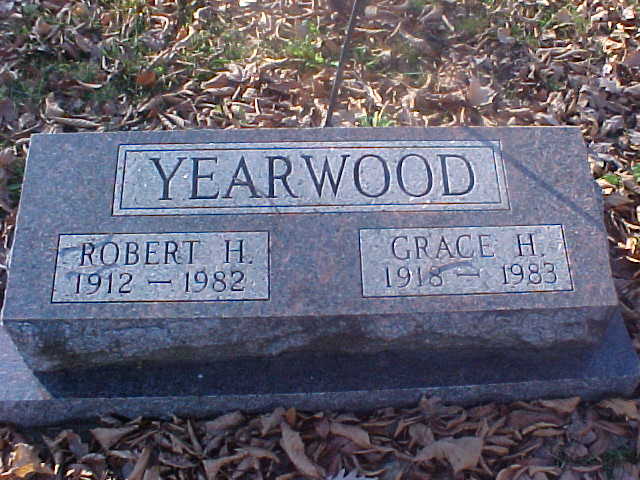 YEARWOOD
ROBERT H.
1912 — 1982
GRACE H.
1918 — 1983